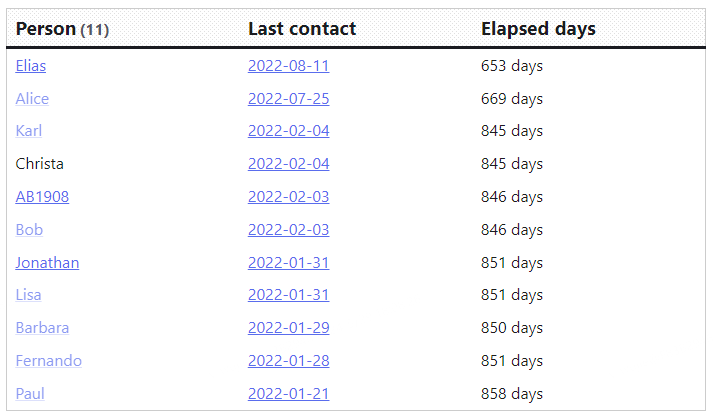 Person (11) Last contact Elapsed days
Elias 2022-08-11 653 days
Alice 2022-07-25 669 days
Karl 2022-02-04 845 days
Christa 2022-02-04 845 days
AB1908 2022-02-03 846 days
Bob 2022-02-03 846 days
Jonathan 2022-01-31 851 days
Lisa 2022-01-31 851 days
Barbara 2022-01-29 850 days
Fernando 2022-01-28 851 days
Paul 2022-01-21 858 days